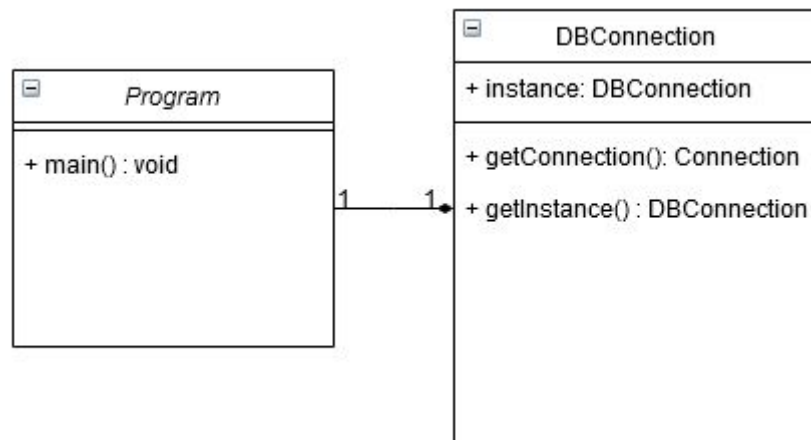 Program
+ main() : void
1
1
DBConnection
+ instance: DBConnection
+ getConnection(): Connection
+ getInstance() : DBConnection